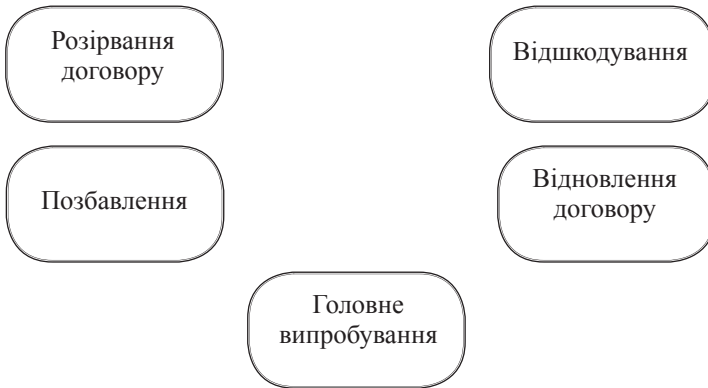 Розірвання
договору
Відшкодування
Позбавлення
Відновлення
договору
Головне
випробування